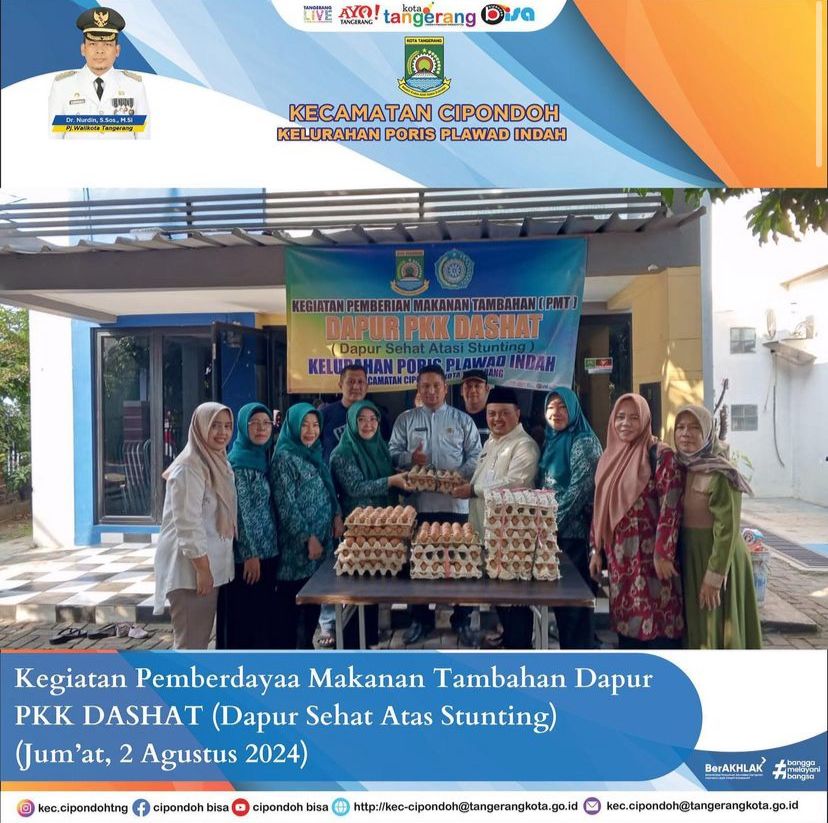 TANGERANG
LIVE
AYO!
TANGERANG
kota
tangerang
BISA
Dr. Nurdin, S.Sos., M.Si
Pj.Walikota Tangerang
KOTA TANGERANG
KECAMATAN CIPONDOH
KELURAHAN PORIS PLAWAD INDAH
KEGIATAN PEMBERIAN MAKANAN TAMBAHAN ( PMT )
DAPUR PKK DASHAT
( Dapur Sehat Atasi Stunting )
KELURAHAN PORIS PLAWAD INDAH
Kegiatan Pemberdayaa Makanan Tambahan Dapur
PKK DASHAT (Dapur Sehat Atas Stunting)
(Jum'at, 2 Agustus 2024)
BerAKHLAK
#bangga
melayani
bangsa
kec.cipondohtng cipondoh bisa cipondoh bisa http://kec-cipondoh@tangerangkota.go.id kec.cipondoh@tangerangkota.go.id